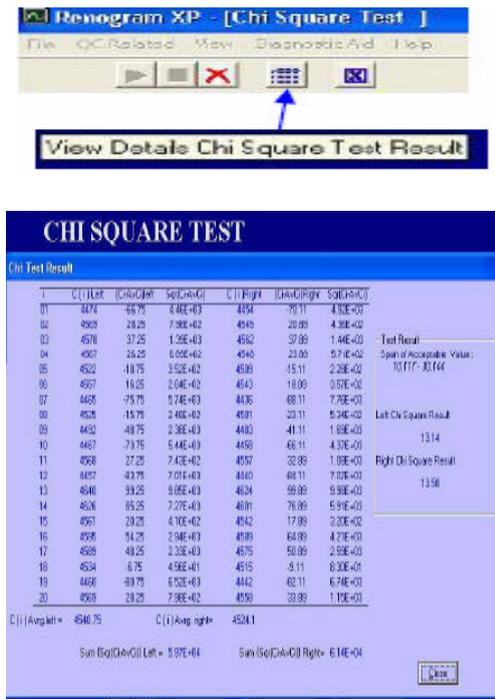 Renogram XP - [Chi Square Test ]
File QC Related View Diagnostic Aid Help
View Details Chi Square Test Result
CHI SQUARE TEST
Chi Test Result
i C(i)Left (Ci-AvCi)left Sq(Ci-AvCi) C(i)Right (Ci-AvCi)Right Sq(Ci-AvCi)
01 4474 -66.75 4.46E+03 4454 -70.11 4.92E+03
02 4569 28.25 7.98E+02 4545 20.89 4.36E+02
03 4578 37.25 1.39E+03 4562 37.89 1.44E+03
Test Result
04 4567 26.25 4548 23.89 5.71E+02
Span of Acceptable Value :
05 4522 -18.75 3.52E+02 4509 -15.11 2.28E+02
06 4557 16.25 2.64E+02 4543 18.89 3.57E+02
07 4465 -75.75 5.74E+03 4436 -88.11 7.76E+03
08 4525 -15.75 2.48E+02 4501 -23.11 5.34E+02
Left Chi Square Result
09 4492 -48.75 2.38E+03 4483 -41.11 1.69E+03
13.14
10 4467 -73.75 5.44E+03 4458 -66.11 4.37E+03
11 4568 27.25 7.43E+02 4557 32.89 1.08E+03
Right Chi Square Result
12 4457 -83.75 7.01E+03 4440 -84.11 7.07E+03
13.58
13 4640 99.25 9.85E+03 4624 99.89 9.98E+03
14 4626 85.25 7.27E+03 4601 76.89 5.91E+03
15 4561 20.25 4.10E+02 4542 17.89 3.20E+02
16 4595 54.25 2.94E+03 4589 64.89 4.21E+03
17 4589 48.25 2.33E+03 4575 50.89 2.59E+03
18 4534 -6.75 4.56E+01 4515 -9.11 8.30E+01
19 4460 -80.75 6.52E+03 4442 -82.11 6.74E+03
20 4569 28.25 7.98E+02 4558 33.89 1.15E+03
C(i)Avrg.left= 4540.75 C(i)Avrg.right= 4524.1
Sum (Sq(Ci-AvCi)) Left = 5.97E+04 Sum (Sq(Ci-AvCi)) Right= 6.14E+04
Close